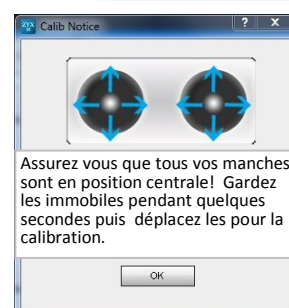 ZYX
Calib Notice
Assurez vous que tous vos manches
sont en position centrale! Gardez
les immobiles pendant quelques
secondes puis déplacez les pour la
calibration.
OK